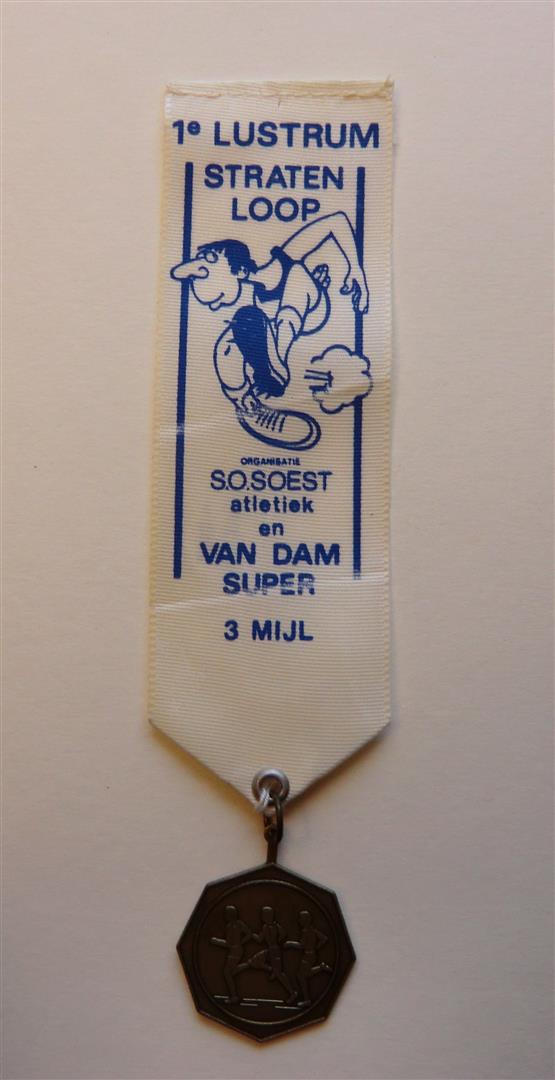 1e LUSTRUM
STRATEN
LOOP
ORGANISATIE
S.O.SOEST
atletiek
en
VAN DAM
SUPER
3 MIJL